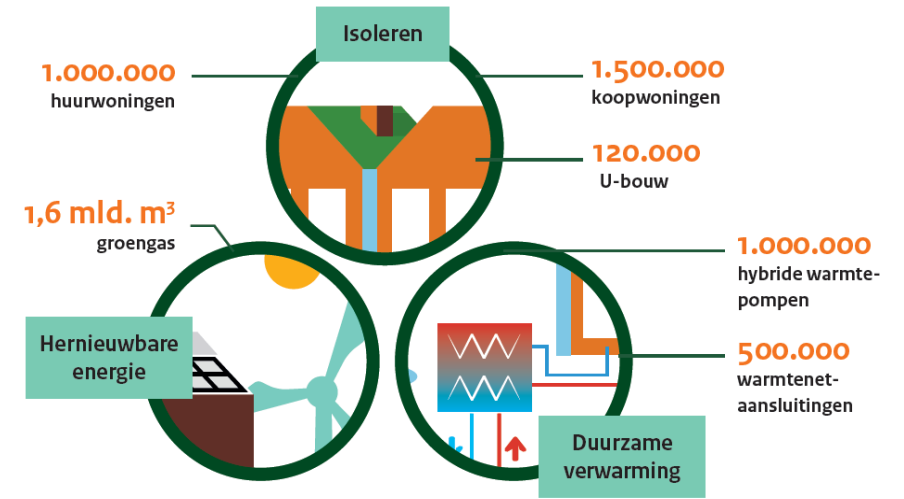 Isoleren
1.000.000
huurwoningen
1.500.000
koopwoningen
120.000
U-bouw
1,6 mld. m³
groengas
Hernieuwbare
energie
1.000.000
hybride warmte-
pompen
500.000
warmtenet-
aansluitingen
Duurzame
verwarming